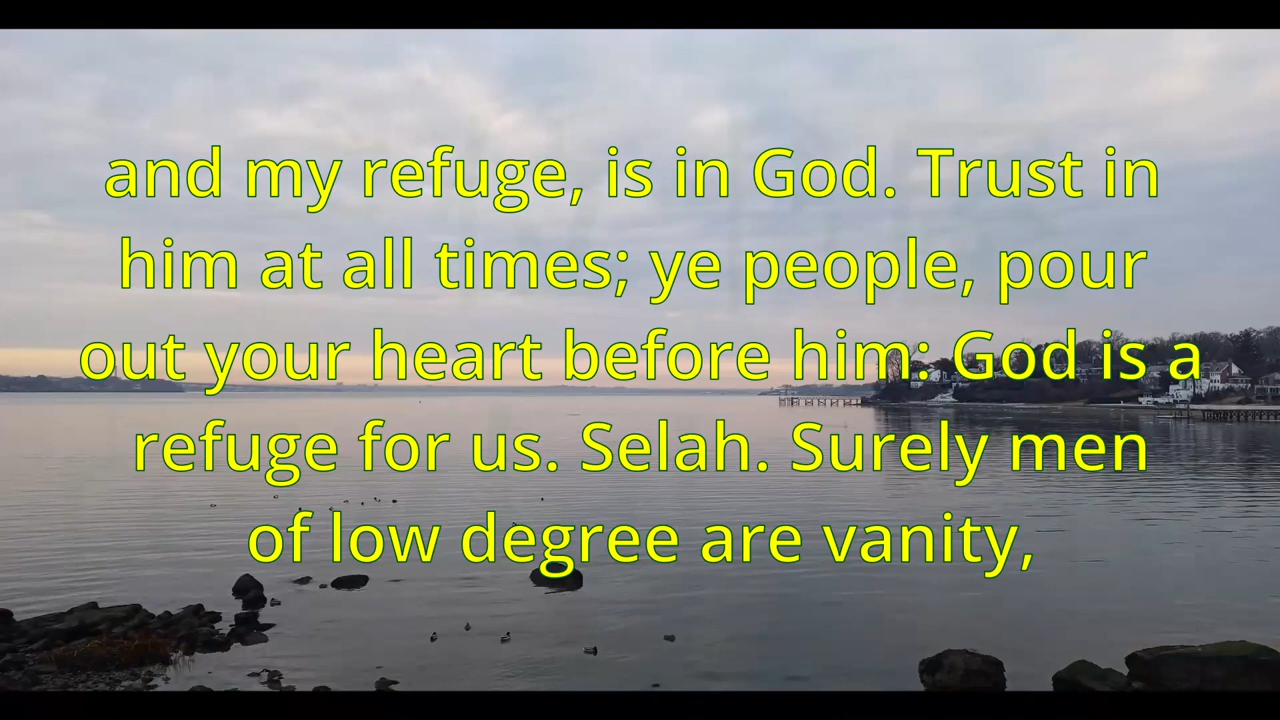 and my refuge, is in God. Trust in
him at all times; ye people, pour
out your heart before him: God is a
refuge for us. Selah. Surely men
of low degree are vanity,